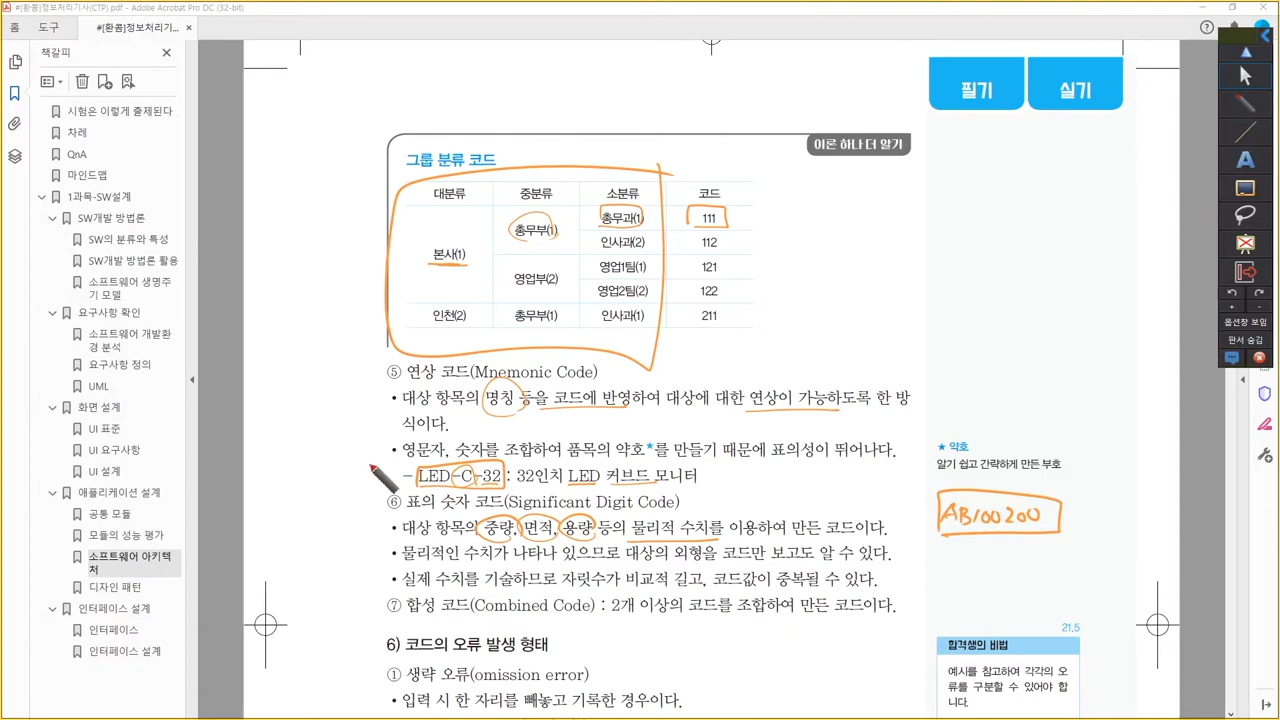 #[환콤]정보처리기사(CTP).pdf - Adobe Acrobat Pro DC (32-bit)
홈
도구
#[환콤]정보처리기...
책갈피
시험은 이렇게 출제된다
차례
QnA
마인드맵
1과목-SW설계
SW개발 방법론
SW의 분류와 특성
SW개발 방법론 활용
소프트웨어 생명주
기 모델
요구사항 확인
소프트웨어 개발환
경 분석
요구사항 정의
UML
화면 설계
UI 표준
UI 요구사항
UI 설계
애플리케이션 설계
공통 모듈
모듈의 성능 평가
소프트웨어 아키텍
처
디자인 패턴
인터페이스 설계
인터페이스
인터페이스 설계
필기
실기
이론 하나 더 알기
그룹 분류 코드
대분류 중분류 소분류 코드
본사(1) 총무부(1) 총무과(1) 111
인사과(2) 112
영업부(2) 영업1팀(1) 121
영업2팀(2) 122
인천(2) 총무부(1) 인사과(1) 211
⑤ 연상 코드(Mnemonic Code)
• 대상 항목의 명칭 등을 코드에 반영하여 대상에 대한 연상이 가능하도록 한 방
식이다.
• 영문자, 숫자를 조합하여 품목의 약호★를 만들기 때문에 표의성이 뛰어나다.
- LED-C-32 : 32인치 LED 커브드 모니터
⑥ 표의 숫자 코드(Significant Digit Code)
• 대상 항목의 중량, 면적, 용량 등의 물리적 수치를 이용하여 만든 코드이다.
• 물리적인 수치가 나타나 있으므로 대상의 외형을 코드만 보고도 알 수 있다.
• 실제 수치를 기술하므로 자릿수가 비교적 길고, 코드값이 중복될 수 있다.
⑦ 합성 코드(Combined Code) : 2개 이상의 코드를 조합하여 만든 코드이다.
6) 코드의 오류 발생 형태
① 생략 오류(omission error)
• 입력 시 한 자리를 빼놓고 기록한 경우이다.
★ 약호
알기 쉽고 간략하게 만든 부호
AB100200
21.5
합격생의 비법
예시를 참고하여 각각의 오
류를 구분할 수 있어야 합
니다.
옵션창 보임
판서 숨김